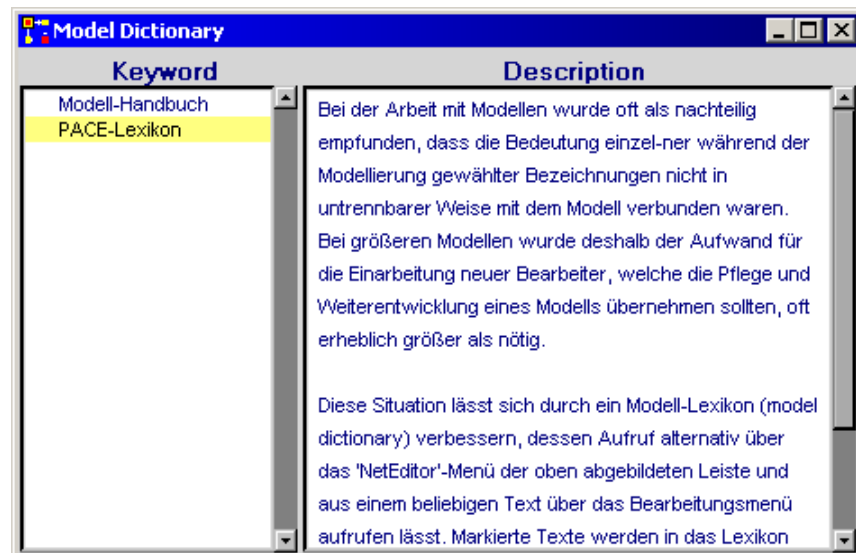 Model Dictionary
Keyword
Description
Modell-Handbuch
PACE-Lexikon
Bei der Arbeit mit Modellen wurde oft als nachteilig
empfunden, dass die Bedeutung einzel-ner während der
Modellierung gewählter Bezeichnungen nicht in
untrennbarer Weise mit dem Modell verbunden waren.
Bei größeren Modellen wurde deshalb der Aufwand für
die Einarbeitung neuer Bearbeiter, welche die Pflege und
Weiterentwicklung eines Modells übernehmen sollten, oft
erheblich größer als nötig.
Diese Situation lässt sich durch ein Modell-Lexikon (model
dictionary) verbessern, dessen Aufruf alternativ über
das 'NetEditor'-Menü der oben abgebildeten Leiste und
aus einem beliebigen Text über das Bearbeitungsmenü
aufrufen lässt. Markierte Texte werden in das Lexikon